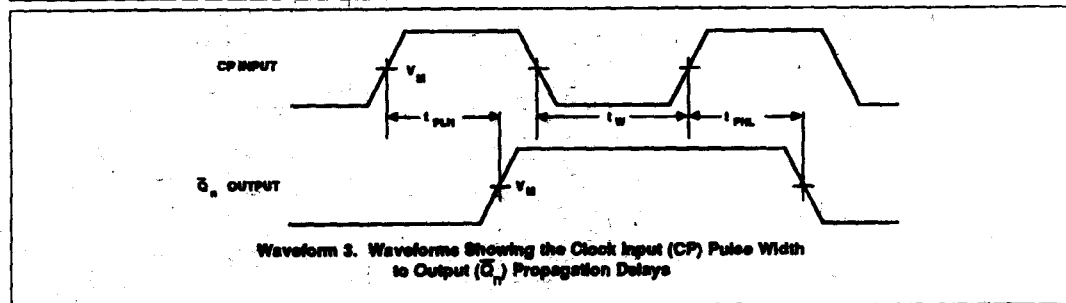 CP INPUT
V_M
t_PLH
t_W
t_PHL
Q̅_n OUTPUT
V_M
Waveform 3. Waveforms Showing the Clock Input (CP) Pulse Width
to Output (Q̅_n) Propagation Delays